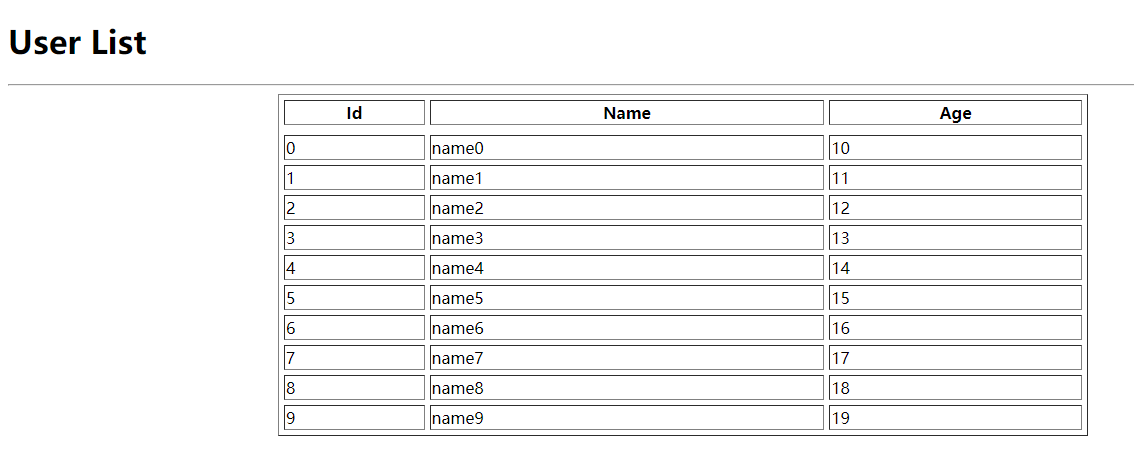 User List
Id Name Age
0 name0 10
1 name1 11
2 name2 12
3 name3 13
4 name4 14
5 name5 15
6 name6 16
7 name7 17
8 name8 18
9 name9 19